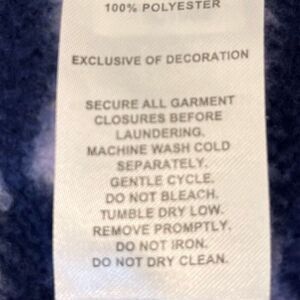 100% POLYESTER
EXCLUSIVE OF DECORATION
SECURE ALL GARMENT
CLOSURES BEFORE
LAUNDERING.
MACHINE WASH COLD
SEPARATELY.
GENTLE CYCLE.
DO NOT BLEACH.
TUMBLE DRY LOW.
REMOVE PROMPTLY.
DO NOT IRON.
DO NOT DRY CLEAN.